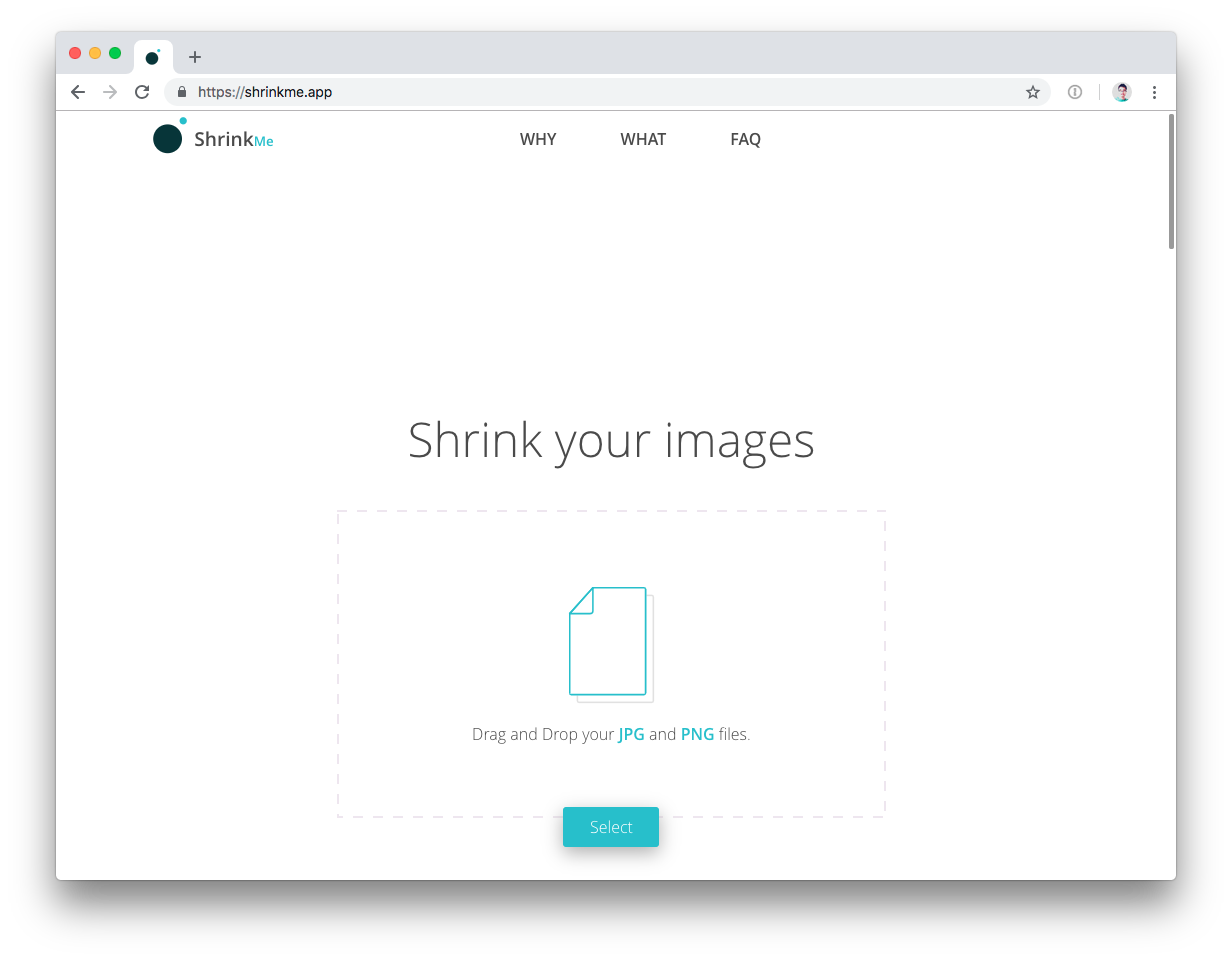 https://shrinkme.app
ShrinkMe WHY WHAT FAQ
Shrink your images
Drag and Drop your JPG and PNG files.
Select